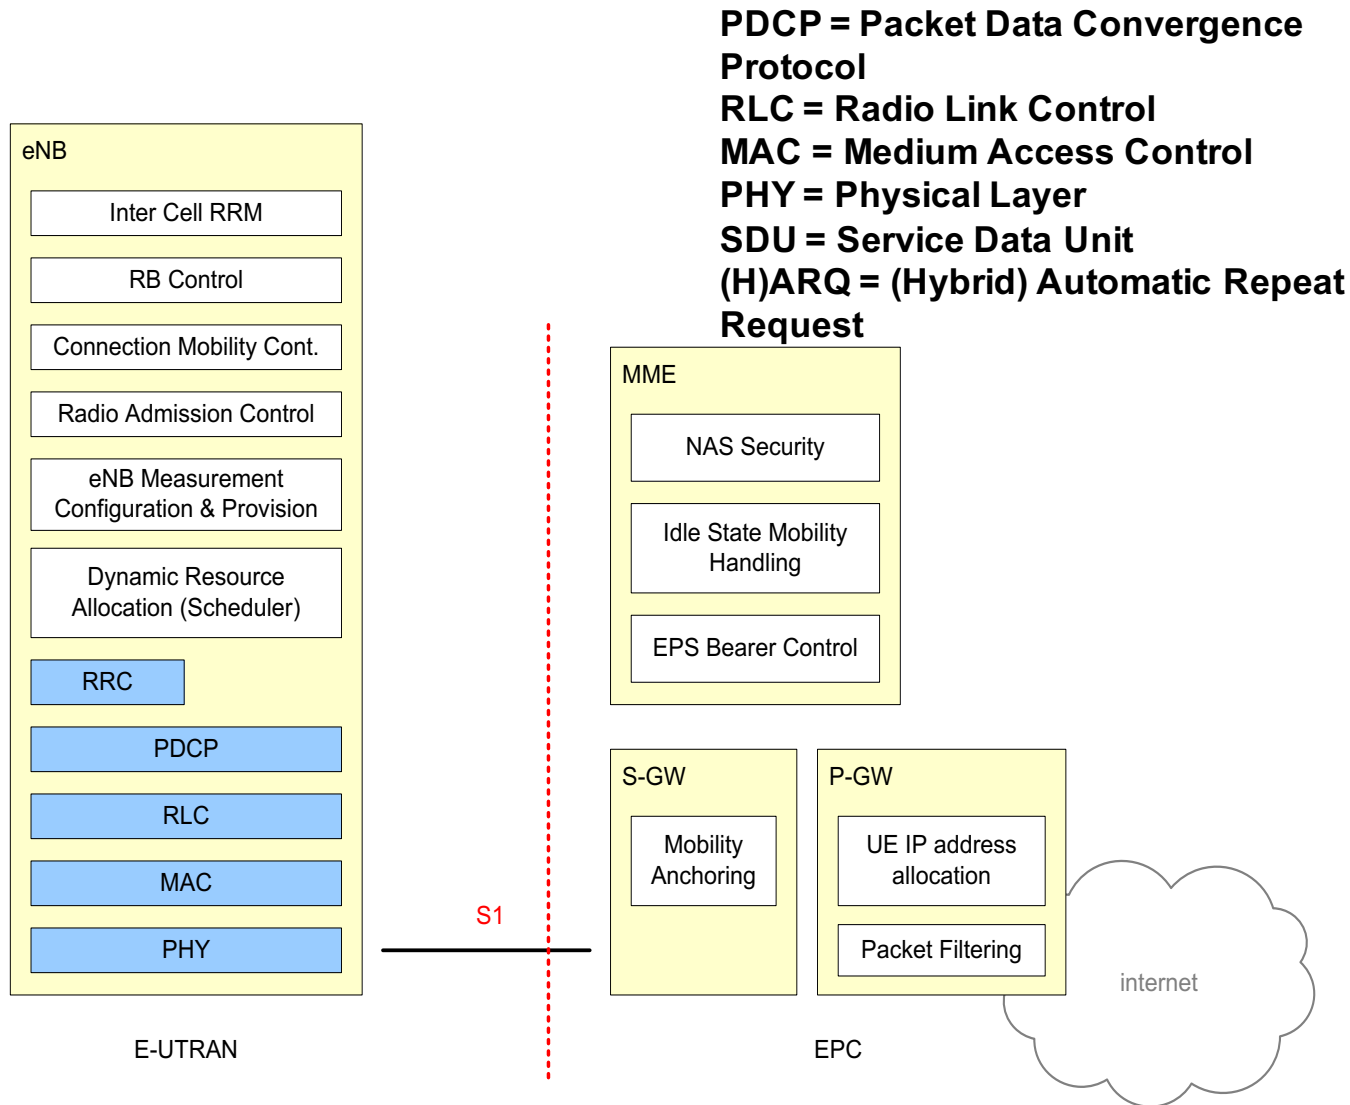 PDCP = Packet Data Convergence
Protocol
RLC = Radio Link Control
MAC = Medium Access Control
PHY = Physical Layer
SDU = Service Data Unit
(H)ARQ = (Hybrid) Automatic Repeat
Request
eNB
Inter Cell RRM
RB Control
Connection Mobility Cont.
Radio Admission Control
eNB Measurement
Configuration & Provision
Dynamic Resource
Allocation (Scheduler)
RRC
PDCP
RLC
MAC
PHY
E-UTRAN
S1
MME
NAS Security
Idle State Mobility
Handling
EPS Bearer Control
S-GW
Mobility
Anchoring
P-GW
UE IP address
allocation
Packet Filtering
internet
EPC